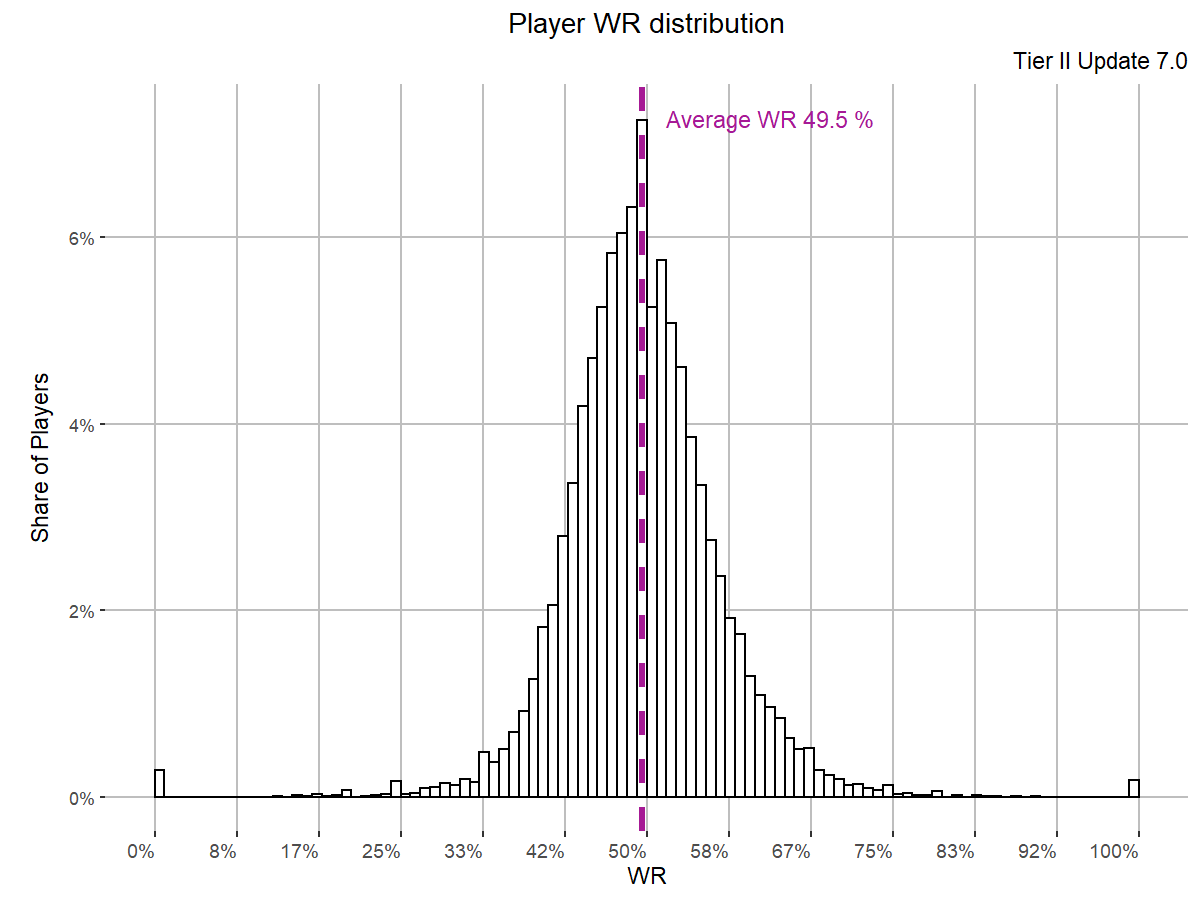 Player WR distribution
Tier II Update 7.0
Average WR 49.5 %
6%
4%
2%
0%
Share of Players
0% 8% 17% 25% 33% 42% 50% 58% 67% 75% 83% 92% 100%
WR